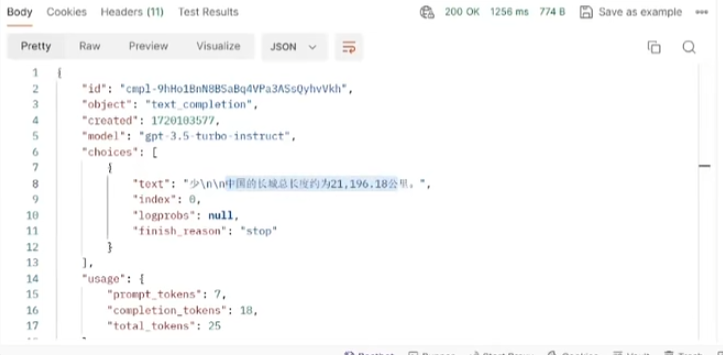 Body Cookies Headers (11) Test Results 200 OK 1256 ms 774 B Save as example
Pretty Raw Preview Visualize JSON
1 {
2 "id": "cmpl-9hHo1BnN8BSaBq4VPa3ASsQyhvVkh",
3 "object": "text_completion",
4 "created": 1720103577,
5 "model": "gpt-3.5-turbo-instruct",
6 "choices": [
7 {
8 "text": "少\n\n中国的长城总长度约为21,196.18公里。",
9 "index": 0,
10 "logprobs": null,
11 "finish_reason": "stop"
12 }
13 ],
14 "usage": {
15 "prompt_tokens": 7,
16 "completion_tokens": 18,
17 "total_tokens": 25